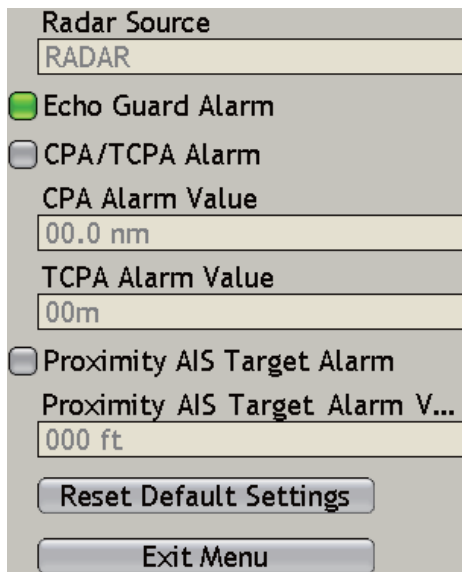 Radar Source
RADAR
Echo Guard Alarm
CPA/TCPA Alarm
CPA Alarm Value
00.0 nm
TCPA Alarm Value
00m
Proximity AIS Target Alarm
Proximity AIS Target Alarm V...
000 ft
Reset Default Settings
Exit Menu